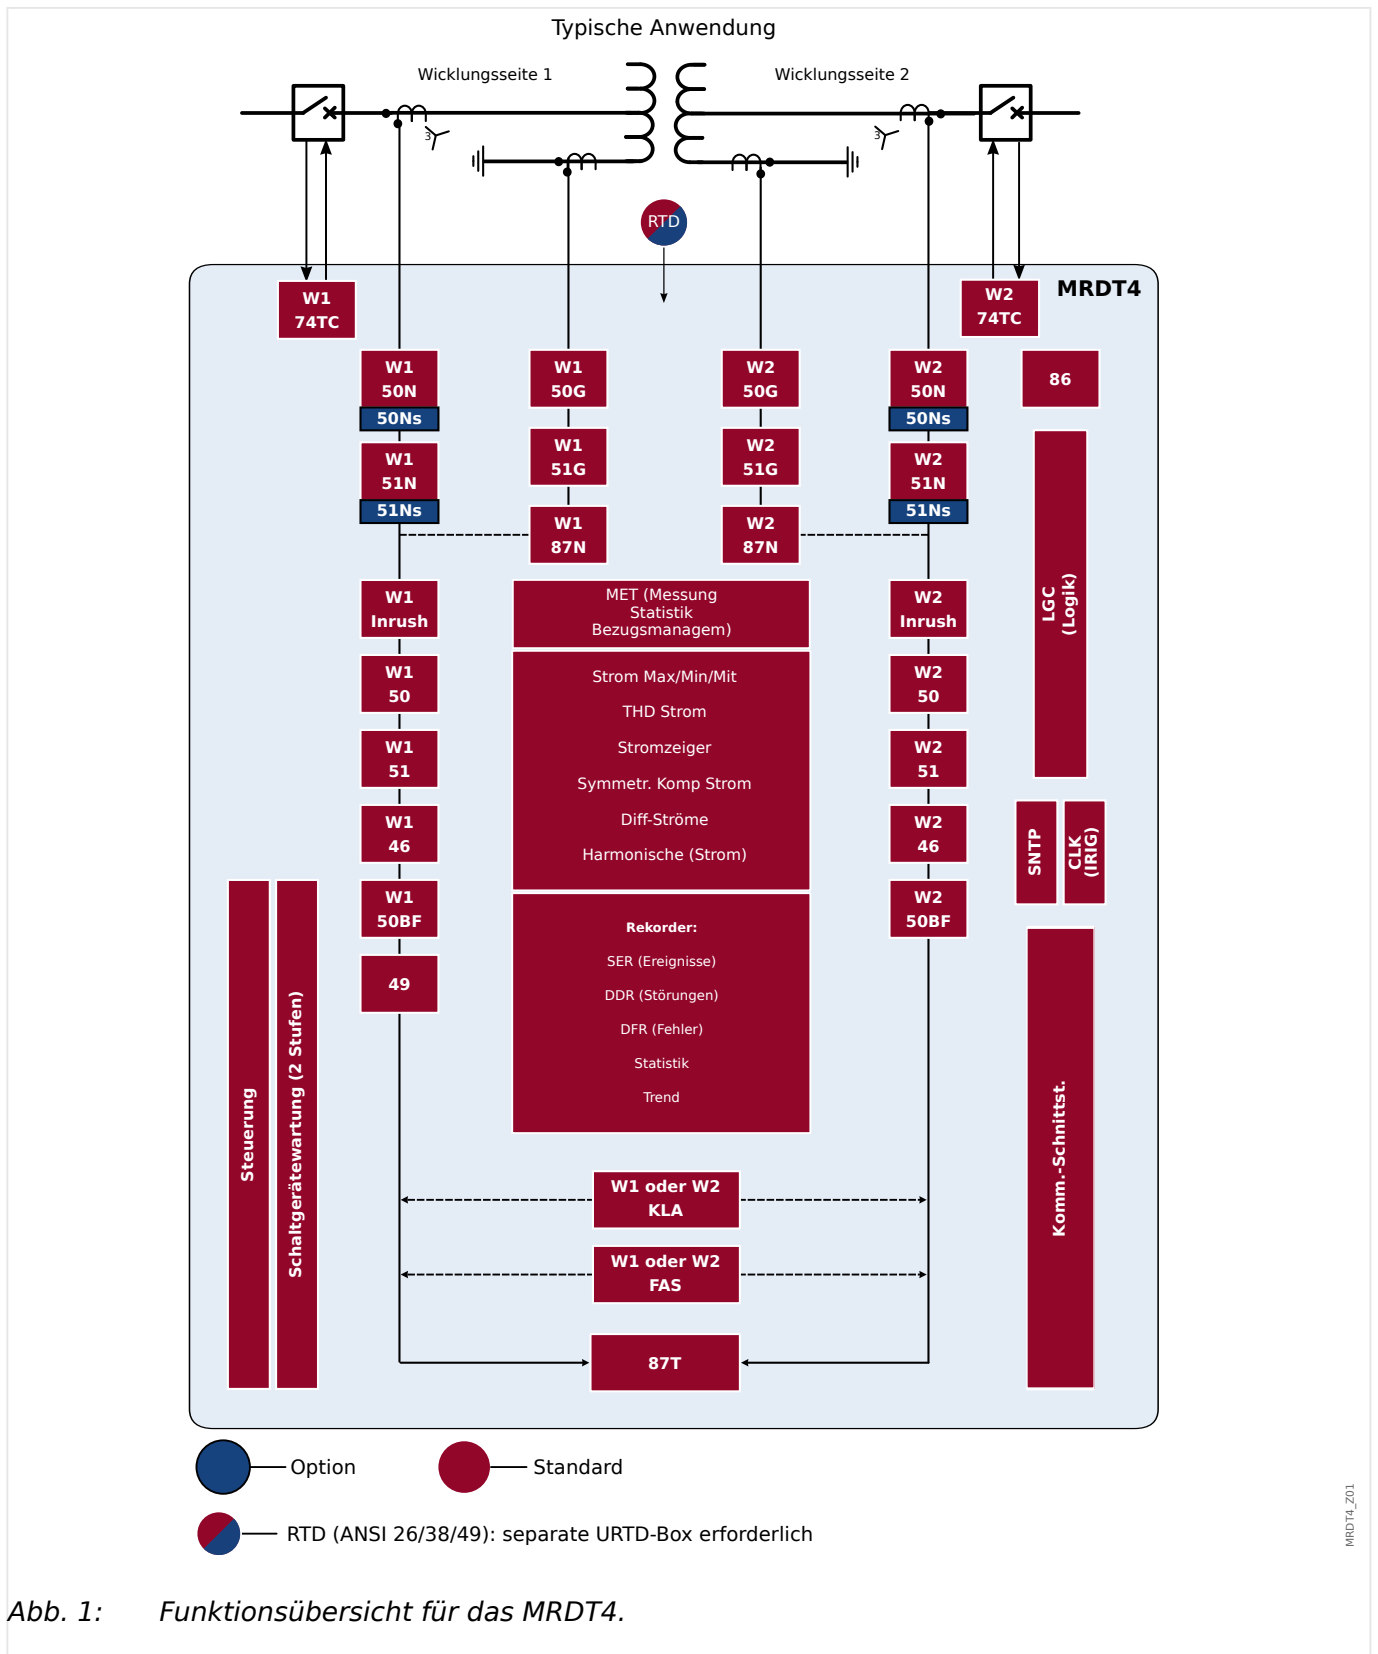 Typische Anwendung
Wicklungsseite 1
Wicklungsseite 2
3
3
RTD
MRDT4
W1
74TC
W2
74TC
W1
50N
50Ns
W1
50G
W2
50G
W2
50N
50Ns
86
W1
51N
51Ns
W1
51G
W2
51G
W2
51N
51Ns
W1
87N
W2
87N
LGC
(Logik)
W1
Inrush
MET (Messung
Statistik
Bezugsmanagem)
W2
Inrush
W1
50
Strom Max/Min/Mit
THD Strom
Stromzeiger
Symmetr. Komp Strom
Diff-Ströme
Harmonische (Strom)
W2
50
W1
51
W2
51
W1
46
W2
46
SNTP
CLK
(IRIG)
W1
50BF
W2
50BF
49
Rekorder:
SER (Ereignisse)
DDR (Störungen)
DFR (Fehler)
Statistik
Trend
Steuerung
Schaltgerätewartung (2 Stufen)
Komm.-Schnittst.
W1 oder W2
KLA
W1 oder W2
FAS
87T
Option
Standard
RTD (ANSI 26/38/49): separate URTD-Box erforderlich
MRDT4_Z01
Abb. 1: Funktionsübersicht für das MRDT4.